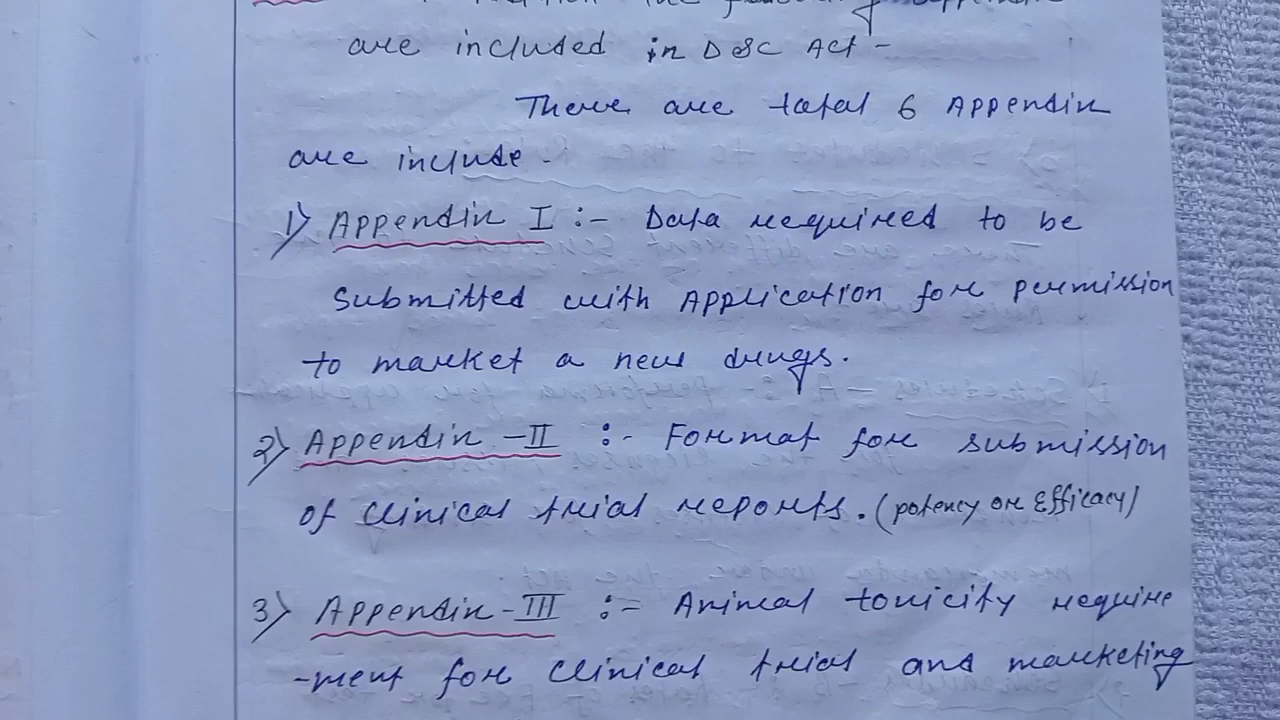 are included in D&C Act -
There are total 6 Appendix
are include.
1) Appendix I :- Data required to be
submitted with Application for permission
to market a new drugs.
2) Appendix -II :- Format for submission
of clinical trial reports. (potency or Efficacy)
3) Appendix -III :- Animal toxicity require
-ment for clinical trial and marketing